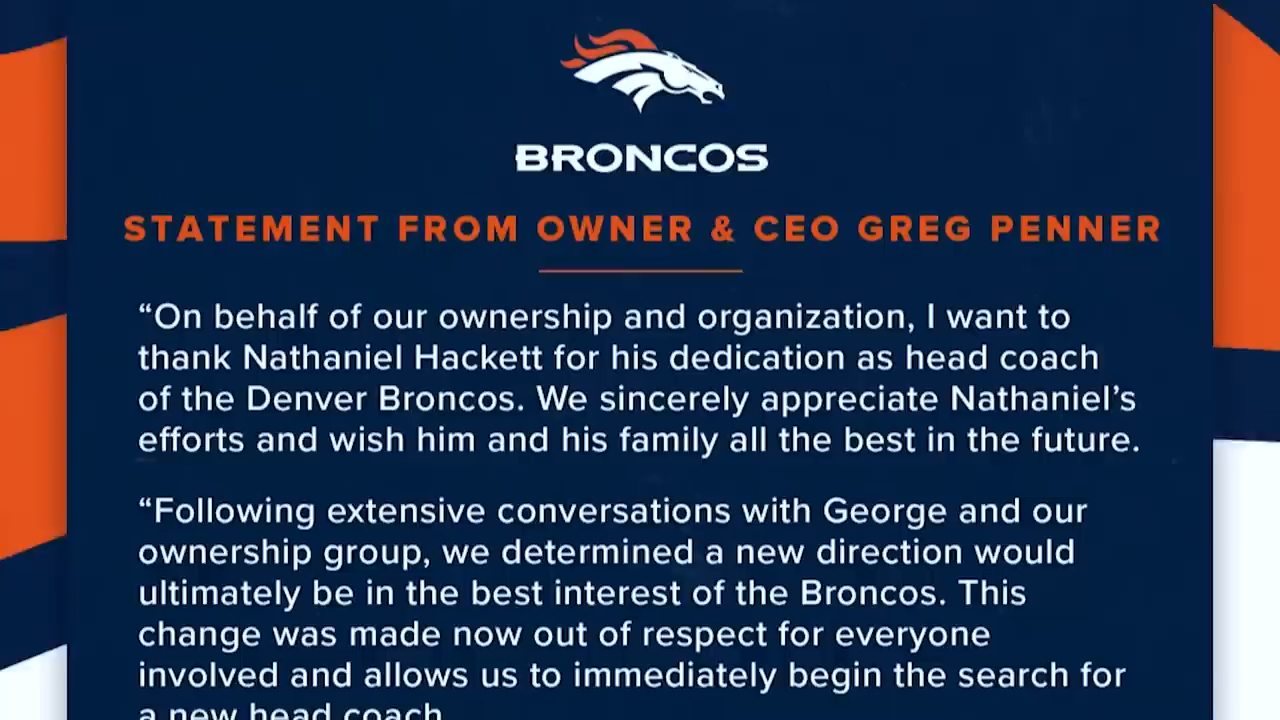 BRONCOS
STATEMENT FROM OWNER & CEO GREG PENNER
“On behalf of our ownership and organization, I want to
thank Nathaniel Hackett for his dedication as head coach
of the Denver Broncos. We sincerely appreciate Nathaniel’s
efforts and wish him and his family all the best in the future.
“Following extensive conversations with George and our
ownership group, we determined a new direction would
ultimately be in the best interest of the Broncos. This
change was made now out of respect for everyone
involved and allows us to immediately begin the search for
a new head coach.